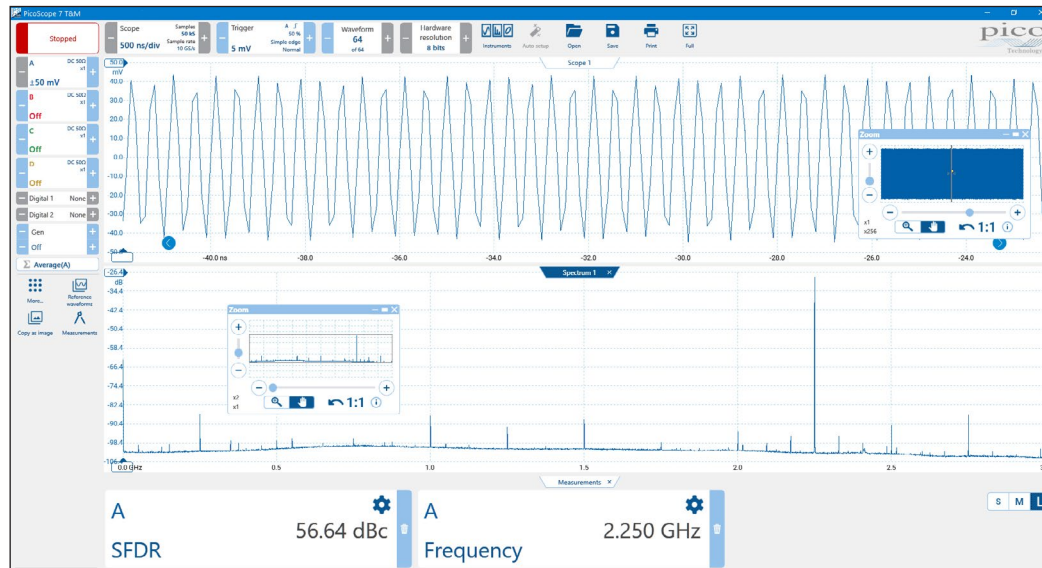 PicoScope 7 T&M
Stopped
Scope
500 ns/div
Samples
50 kS
Sample rate
10 GS/s
Trigger
5 mV
A
50 %
Simple edge
Normal
Waveform
64
of 64
Hardware
resolution
8 bits
Instruments
Auto setup
Open
Save
Print
Full
pico
Technology
A
DC 50Ω
x1
±50 mV
B
DC 50Ω
x1
Off
C
DC 50Ω
x1
Off
D
DC 50Ω
x1
Off
Digital 1 None
Digital 2 None
Gen
Off
Σ Average(A)
More...
Reference
waveforms
Copy as image
Measurements
Scope 1
50.0
mV
40.0
20.0
0.0
-10.0
-20.0
-30.0
-40.0
-40.0 ns
-38.0
-36.0
-34.0
-32.0
-30.0
-28.0
-26.0
-24.0
Zoom
x1
x256
1:1
Spectrum 1
-26.4
dB
-34.4
-42.4
-50.4
-58.4
-66.4
-74.4
-82.4
-90.4
-98.4
-106.4
Zoom
x2
x1
1:1
0.0 GHz
0.5
1.0
1.5
2.0
2.5
Measurements
A
56.64 dBc
SFDR
A
2.250 GHz
Frequency
S M L